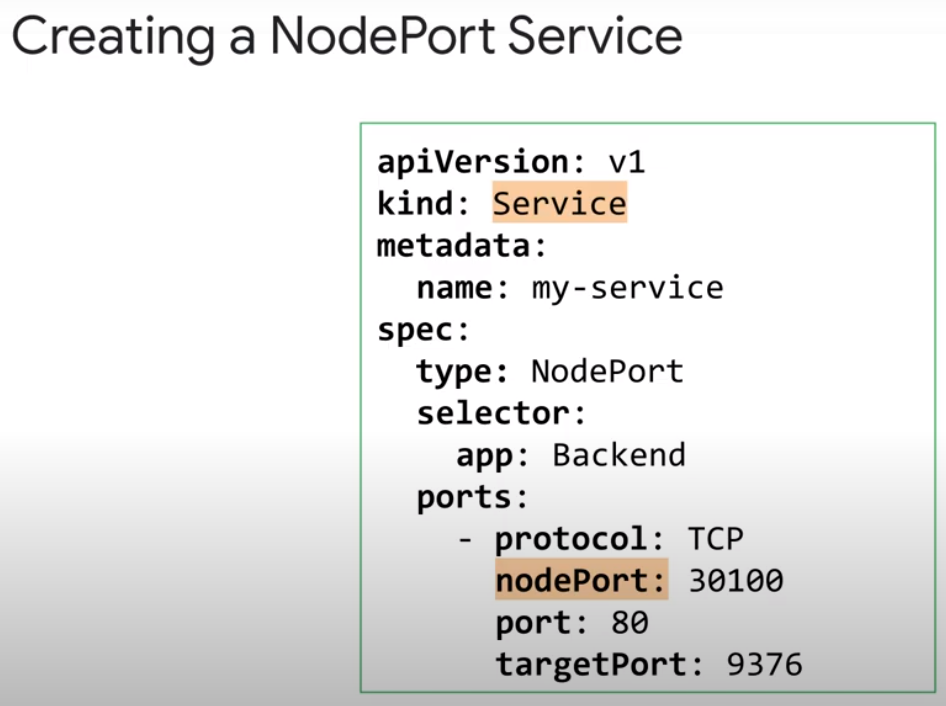 Creating a NodePort Service
apiVersion: v1
kind: Service
metadata:
  name: my-service
spec:
  type: NodePort
  selector:
    app: Backend
  ports:
    - protocol: TCP
      nodePort: 30100
      port: 80
      targetPort: 9376